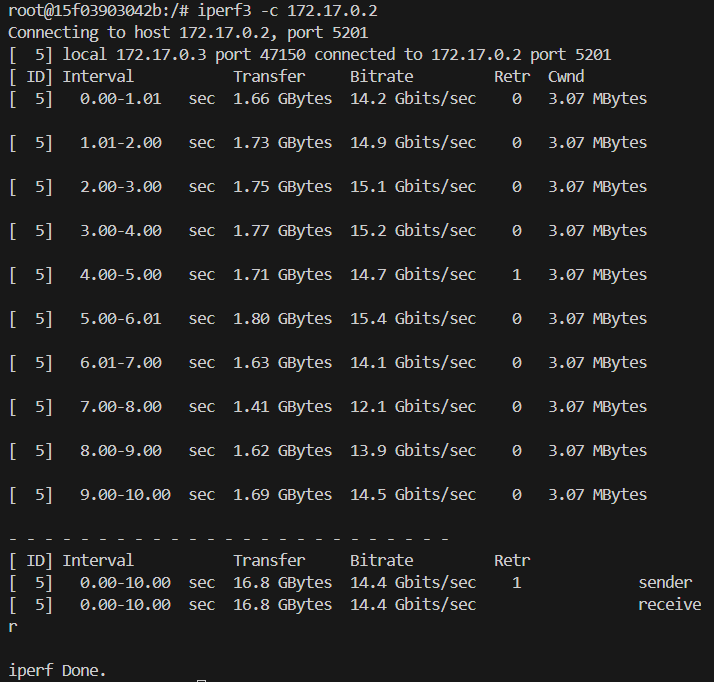 root@15f03903042b:/# iperf3 -c 172.17.0.2
Connecting to host 172.17.0.2, port 5201
[  5] local 172.17.0.3 port 47150 connected to 172.17.0.2 port 5201
[ ID] Interval           Transfer     Bitrate         Retr  Cwnd
[  5]   0.00-1.01   sec  1.66 GBytes  14.2 Gbits/sec    0   3.07 MBytes
[  5]   1.01-2.00   sec  1.73 GBytes  14.9 Gbits/sec    0   3.07 MBytes
[  5]   2.00-3.00   sec  1.75 GBytes  15.1 Gbits/sec    0   3.07 MBytes
[  5]   3.00-4.00   sec  1.77 GBytes  15.2 Gbits/sec    0   3.07 MBytes
[  5]   4.00-5.00   sec  1.71 GBytes  14.7 Gbits/sec    1   3.07 MBytes
[  5]   5.00-6.01   sec  1.80 GBytes  15.4 Gbits/sec    0   3.07 MBytes
[  5]   6.01-7.00   sec  1.63 GBytes  14.1 Gbits/sec    0   3.07 MBytes
[  5]   7.00-8.00   sec  1.41 GBytes  12.1 Gbits/sec    0   3.07 MBytes
[  5]   8.00-9.00   sec  1.62 GBytes  13.9 Gbits/sec    0   3.07 MBytes
[  5]   9.00-10.00  sec  1.69 GBytes  14.5 Gbits/sec    0   3.07 MBytes
- - - - - - - - - - - - - - - - - - - - - - - - -
[ ID] Interval           Transfer     Bitrate         Retr
[  5]   0.00-10.00  sec  16.8 GBytes  14.4 Gbits/sec    1             sender
[  5]   0.00-10.00  sec  16.8 GBytes  14.4 Gbits/sec                  receive
r
iperf Done.